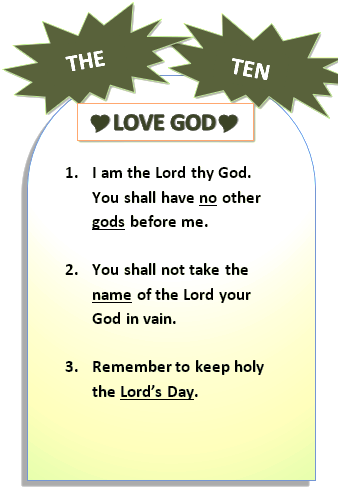 THE
TEN
LOVE GOD
1. I am the Lord thy God.
You shall have no other
gods before me.
2. You shall not take the
name of the Lord your
God in vain.
3. Remember to keep holy
the Lord's Day.